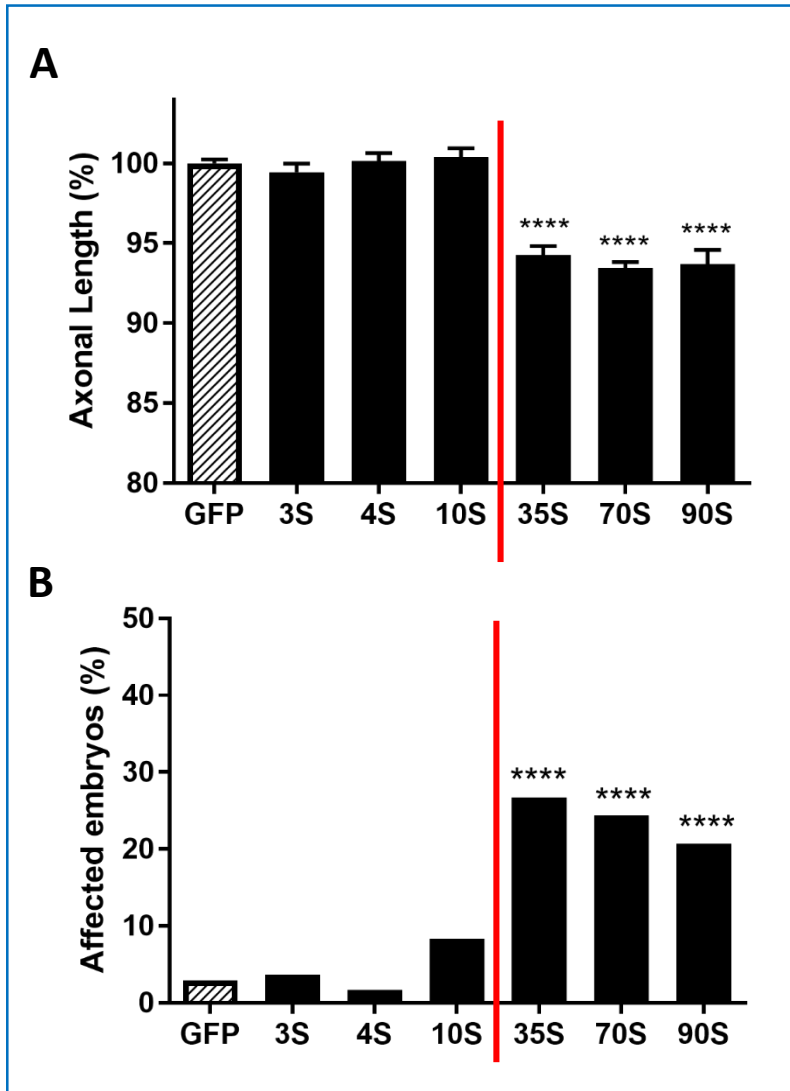 A
Axonal Length (%)
100
95
90
85
80
**** **** ****
GFP 3S 4S 10S 35S 70S 90S
B
Affected embryos (%)
50
40
30
20
10
0
**** **** ****
GFP 3S 4S 10S 35S 70S 90S